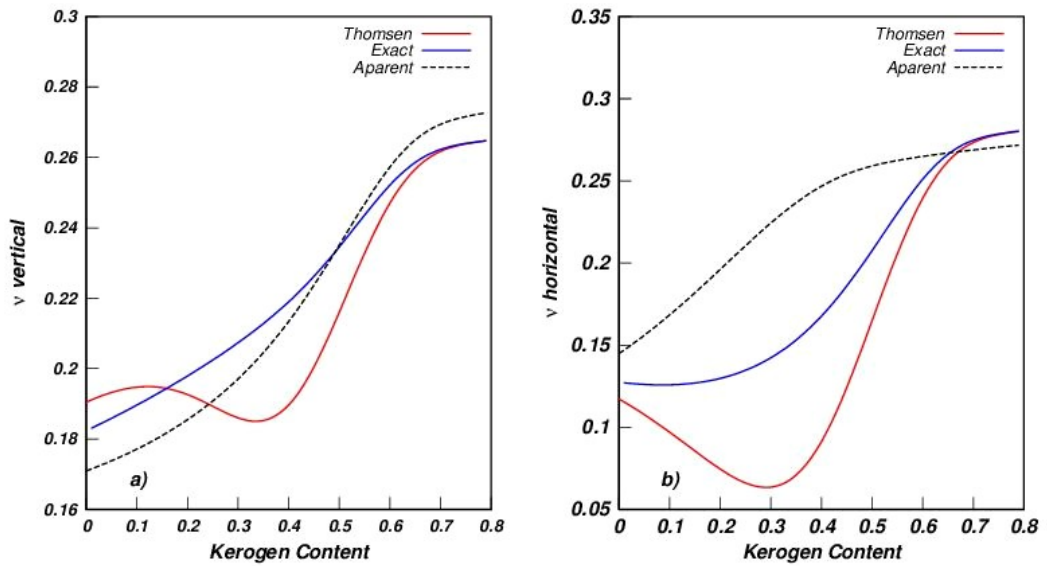 0.3
0.28
0.26
0.24
0.22
0.2
0.18
0.16
ν vertical
Thomsen
Exact
Aparent
a)
0 0.1 0.2 0.3 0.4 0.5 0.6 0.7 0.8
Kerogen Content
0.35
0.3
0.25
0.2
0.15
0.1
0.05
ν horizontal
Thomsen
Exact
Aparent
b)
0 0.1 0.2 0.3 0.4 0.5 0.6 0.7 0.8
Kerogen Content